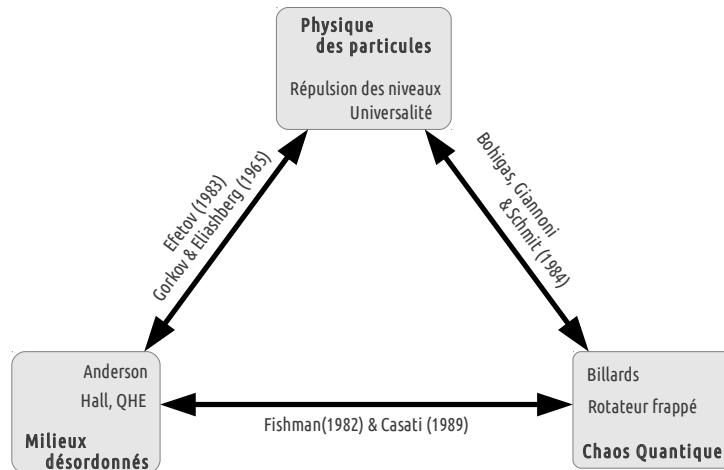 Physique
des particules
Répulsion des niveaux
Universalité
Efetov (1983)
Gorkov & Eliashberg (1965)
Bohigas, Giannoni
& Schmit (1984)
Anderson
Hall, QHE
Milieux
désordonnés
Fishman(1982) & Casati (1989)
Billards
Rotateur frappé
Chaos Quantique